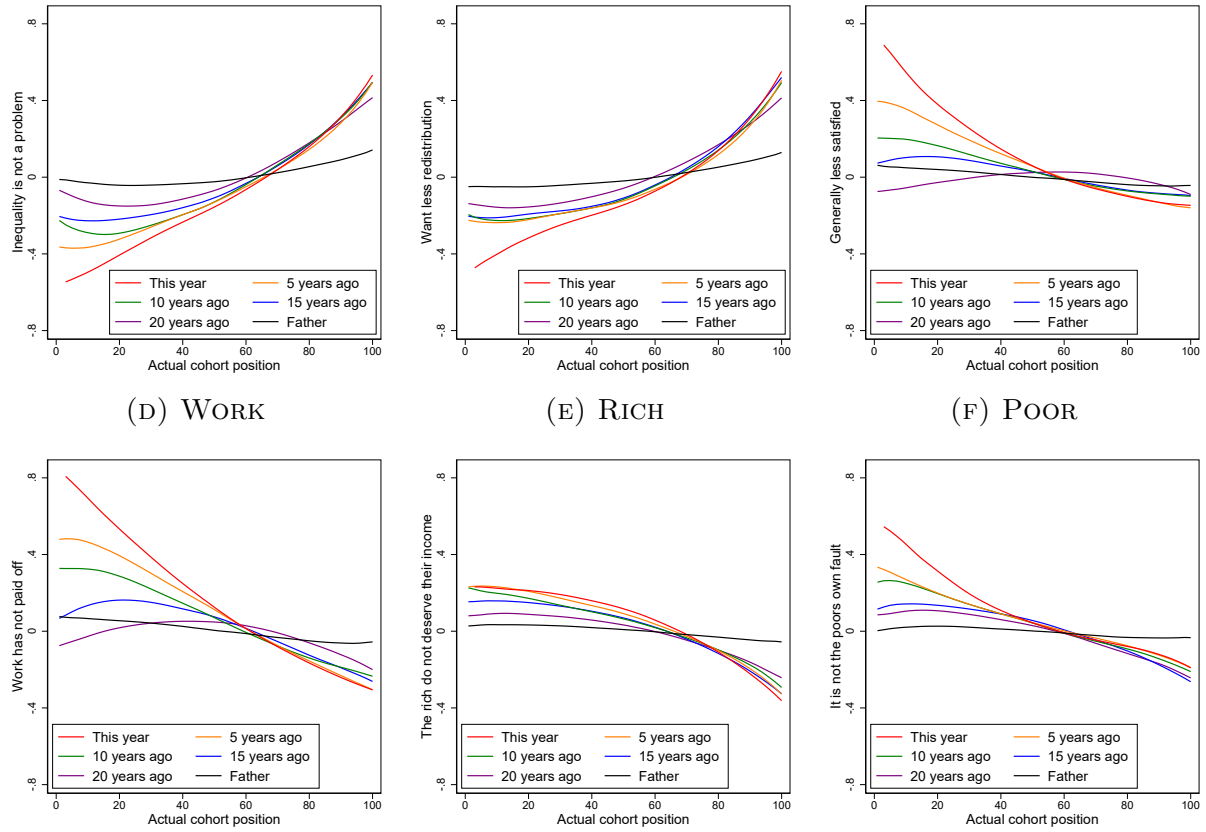 .8
.4
0
-.4
-.8
Inequality is not a problem
This year
5 years ago
10 years ago
15 years ago
20 years ago
Father
0 20 40 60 80 100
Actual cohort position
.8
.4
0
-.4
-.8
Want less redistribution
This year
5 years ago
10 years ago
15 years ago
20 years ago
Father
0 20 40 60 80 100
Actual cohort position
.8
.4
0
-.4
-.8
Generally less satisfied
This year
5 years ago
10 years ago
15 years ago
20 years ago
Father
0 20 40 60 80 100
Actual cohort position
(D) WORK
(E) RICH
(F) POOR
.8
.4
0
-.4
-.8
Work has not paid off
This year
5 years ago
10 years ago
15 years ago
20 years ago
Father
0 20 40 60 80 100
Actual cohort position
.8
.4
0
-.4
-.8
The rich do not deserve their income
This year
5 years ago
10 years ago
15 years ago
20 years ago
Father
0 20 40 60 80 100
Actual cohort position
.8
.4
0
-.4
-.8
It is not the poors own fault
This year
5 years ago
10 years ago
15 years ago
20 years ago
Father
0 20 40 60 80 100
Actual cohort position